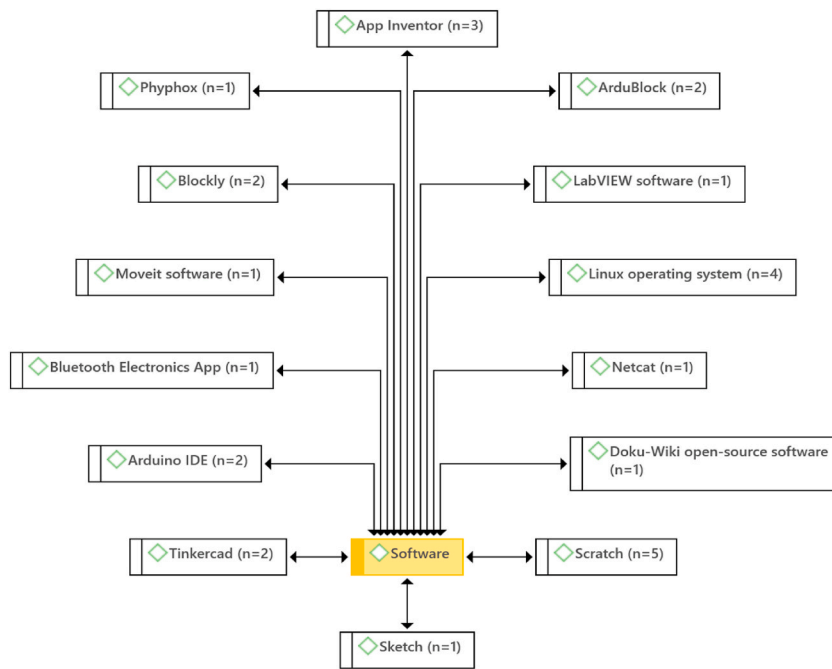 App Inventor (n=3)
Phyphox (n=1)
ArduBlock (n=2)
Blockly (n=2)
LabVIEW software (n=1)
Moveit software (n=1)
Linux operating system (n=4)
Bluetooth Electronics App (n=1)
Netcat (n=1)
Arduino IDE (n=2)
Doku-Wiki open-source software
(n=1)
Tinkercad (n=2)
Software
Scratch (n=5)
Sketch (n=1)